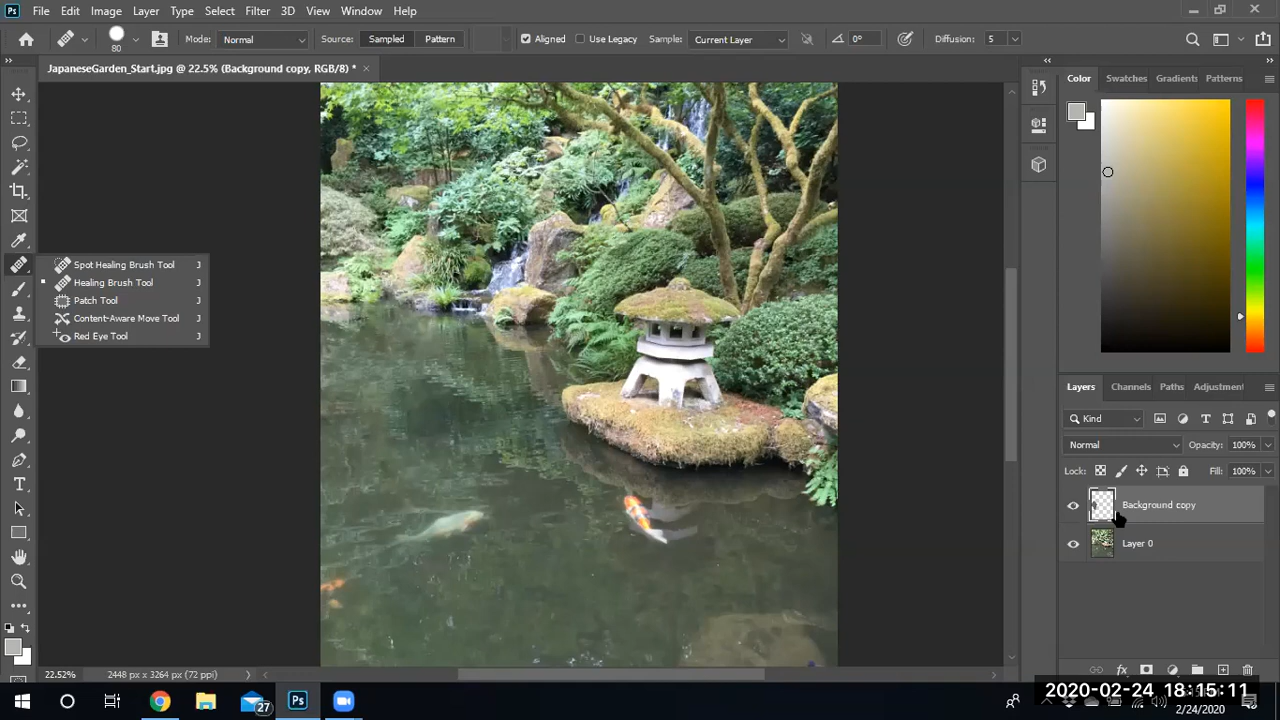 Ps File Edit Image Layer Type Select Filter 3D View Window Help
80 Mode: Normal Source: Sampled Pattern Aligned Use Legacy Sample: Current Layer 0° Diffusion: 5
JapaneseGarden_Start.jpg @ 22.5% (Background copy, RGB/8) *
Color Swatches Gradients Patterns
Spot Healing Brush Tool J
Healing Brush Tool J
Patch Tool J
Content-Aware Move Tool J
Red Eye Tool J
Layers Channels Paths Adjustment
Kind
Normal Opacity: 100%
Lock: Fill: 100%
Background copy
Layer 0
22.52% 2448 px x 3264 px (72 ppi)
27 Ps
2020-02-24 18:15:11
2/24/2020